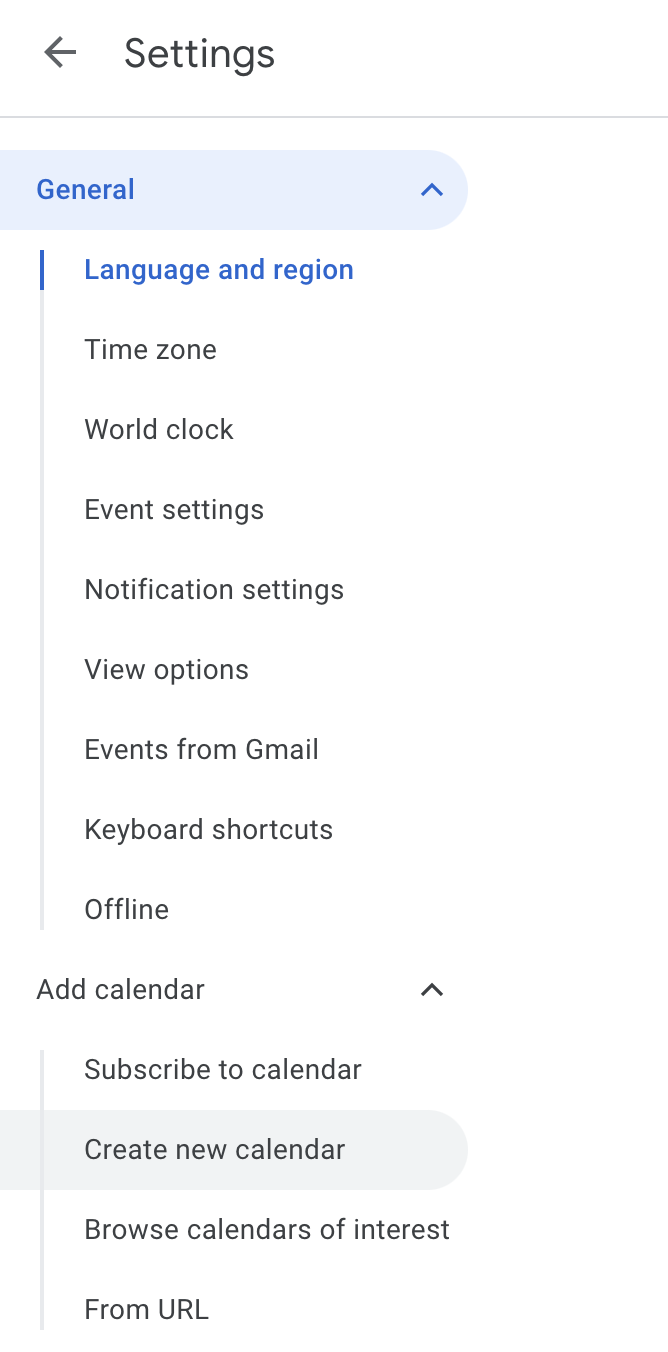 Settings
General
Language and region
Time zone
World clock
Event settings
Notification settings
View options
Events from Gmail
Keyboard shortcuts
Offline
Add calendar
Subscribe to calendar
Create new calendar
Browse calendars of interest
From URL